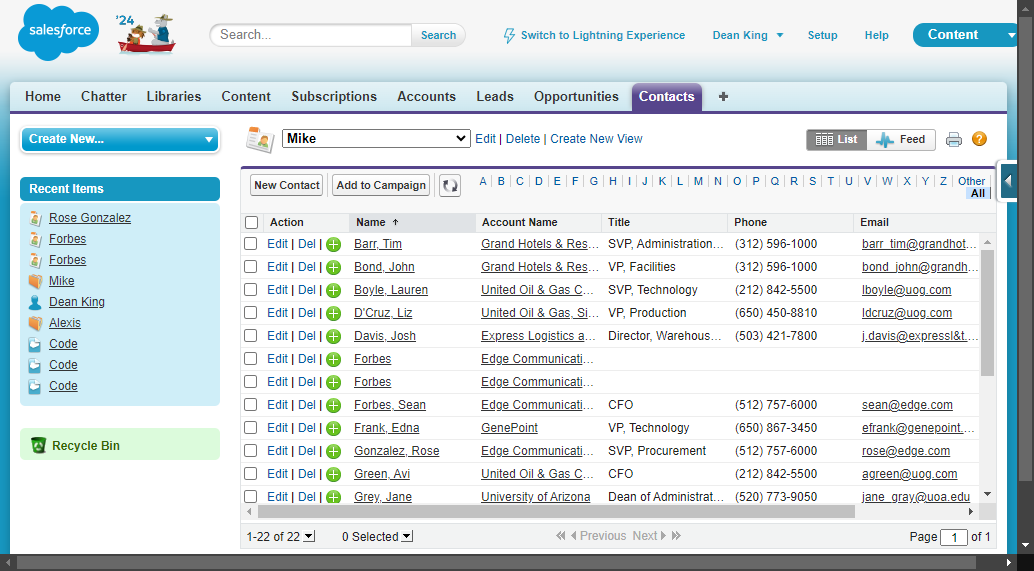 salesforce
'24
Search...
Search
Switch to Lightning Experience
Dean King
Setup
Help
Content
Home
Chatter
Libraries
Content
Subscriptions
Accounts
Leads
Opportunities
Contacts
Create New...
Mike
Edit | Delete | Create New View
List
Feed
Recent Items
Rose Gonzalez
Forbes
Forbes
Mike
Dean King
Alexis
Code
Code
Code
Recycle Bin
New Contact
Add to Campaign
A | B | C | D | E | F | G | H | I | J | K | L | M | N | O | P | Q | R | S | T | U | V | W | X | Y | Z | Other
All
Action Name Account Name Title Phone Email
Edit | Del | Barr, Tim Grand Hotels & Res... SVP, Administration... (312) 596-1000 barr_tim@grandhot...
Edit | Del | Bond, John Grand Hotels & Res... VP, Facilities (312) 596-1000 bond_john@grandh...
Edit | Del | Boyle, Lauren United Oil & Gas C... SVP, Technology (212) 842-5500 lboyle@uog.com
Edit | Del | D'Cruz, Liz United Oil & Gas, Si... VP, Production (650) 450-8810 ldcruz@uog.com
Edit | Del | Davis, Josh Express Logistics a... Director, Warehous... (503) 421-7800 j.davis@expressl&t...
Edit | Del | Forbes Edge Communicati...
Edit | Del | Forbes Edge Communicati...
Edit | Del | Forbes, Sean Edge Communicati... CFO (512) 757-6000 sean@edge.com
Edit | Del | Frank, Edna GenePoint VP, Technology (650) 867-3450 efrank@genepoint...
Edit | Del | Gonzalez, Rose Edge Communicati... SVP, Procurement (512) 757-6000 rose@edge.com
Edit | Del | Green, Avi United Oil & Gas C... CFO (212) 842-5500 agreen@uog.com
Edit | Del | Grey, Jane University of Arizona Dean of Administrat... (520) 773-9050 jane_gray@uoa.edu
1-22 of 22
0 Selected
Previous Next
Page 1 of 1